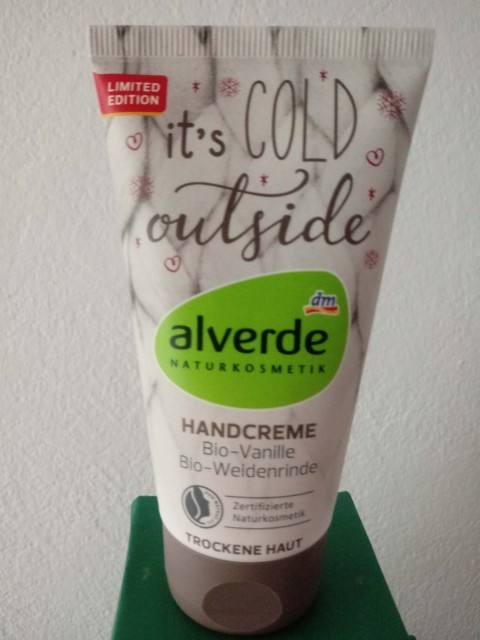 LIMITED
EDITION
it's COLD
outside
dm
alverde
NATURKOSMETIK
HANDCREME
Bio-Vanille
Bio-Weidenrinde
Zertifizierte
Naturkosmetik
TROCKENE HAUT